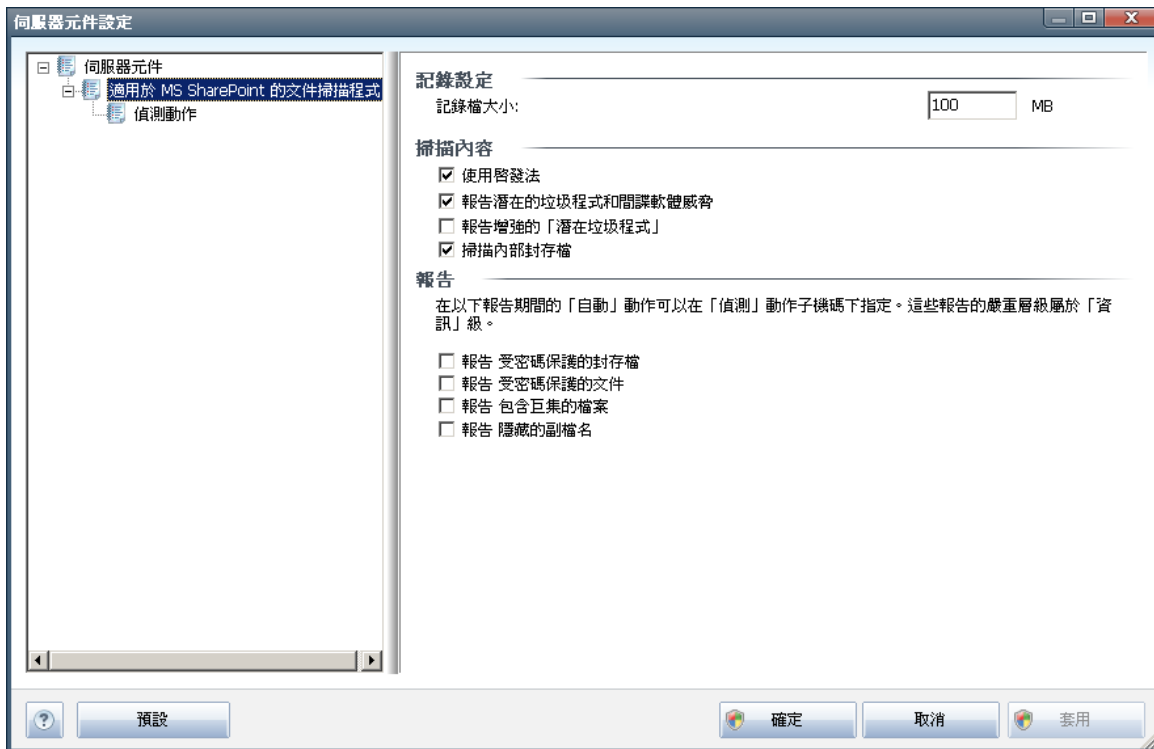 伺服器元件設定
伺服器元件
適用於 MS SharePoint 的文件掃描程式
偵測動作
記錄設定
記錄檔大小:
100
MB
掃描內容
使用啓發法
報告潛在的垃圾程式和間諜軟體威脅
報告增強的「潛在垃圾程式」
掃描內部封存檔
報告
在以下報告期間的「自動」動作可以在「偵測」動作子機碼下指定。這些報告的嚴重層級屬於「資
訊」級。
報告 受密碼保護的封存檔
報告 受密碼保護的文件
報告 包含巨集的檔案
報告 隱藏的副檔名
?
預設
確定
取消
套用